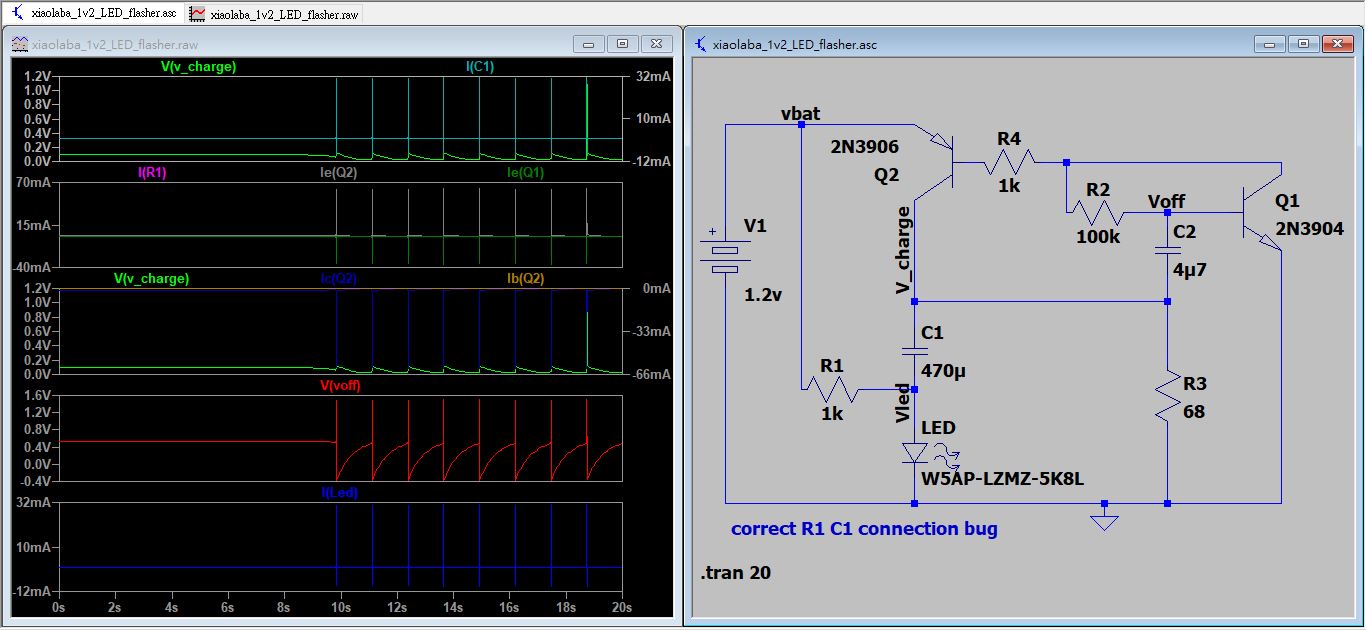 xiaolaba_1v2_LED_flasher.asc
xiaolaba_1v2_LED_flasher.raw
xiaolaba_1v2_LED_flasher.raw
V(v_charge) I(C1)
1.2V 32mA
1.0V
0.8V
0.6V 10mA
0.4V
0.2V
0.0V -12mA
I(R1) Ie(Q2) Ie(Q1)
70mA
15mA
-40mA
V(v_charge) Ic(Q2) Ib(Q2)
1.2V 0mA
1.0V
0.8V
0.6V -33mA
0.4V
0.2V
0.0V -66mA
V(voff)
1.6V
1.2V
0.8V
0.4V
0.0V
-0.4V
I(Led)
32mA
10mA
-12mA
0s 2s 4s 6s 8s 10s 12s 14s 16s 18s 20s
xiaolaba_1v2_LED_flasher.asc
vbat
2N3906
Q2
R4
1k
R2
100k
Voff
Q1
2N3904
C2
4µ7
V1
1.2v
V_charge
C1
470µ
R1
1k
Vled
R3
68
LED
W5AP-LZMZ-5K8L
correct R1 C1 connection bug
.tran 20